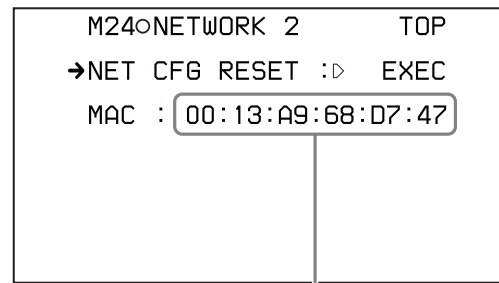 M24○NETWORK 2 TOP
→NET CFG RESET :▷ EXEC
MAC : 00:13:A9:68:D7:47